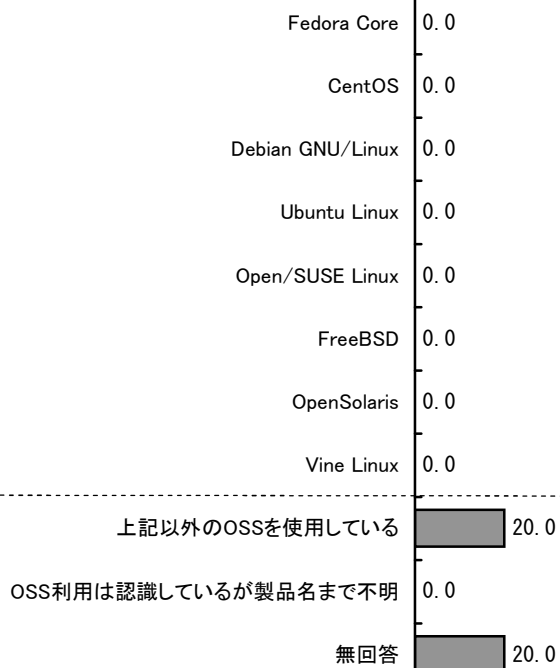 Fedora Core 0.0
CentOS 0.0
Debian GNU/Linux 0.0
Ubuntu Linux 0.0
Open/SUSE Linux 0.0
FreeBSD 0.0
OpenSolaris 0.0
Vine Linux 0.0
上記以外のOSSを使用している 20.0
OSS利用は認識しているが製品名まで不明 0.0
無回答 20.0